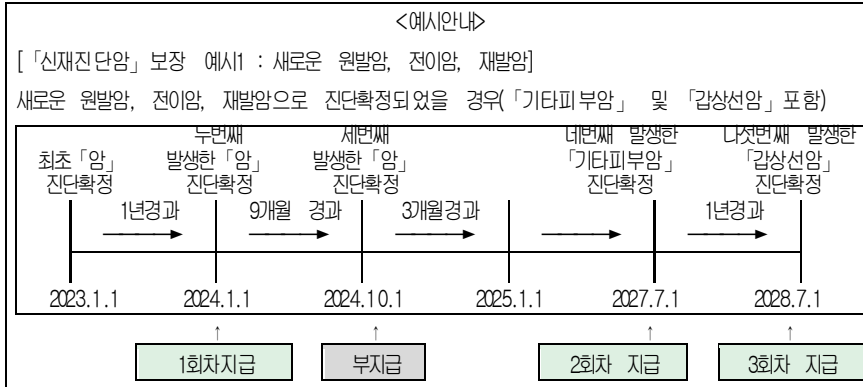 <예시안내>
[「신재진단암」보장 예시1 : 새로운 원발암, 전이암, 재발암]
새로운 원발암, 전이암, 재발암으로 진단확정되었을 경우(「기타피부암」 및 「갑상선암」포함)
최초「암」 진단확정
두번째 발생한「암」 진단확정
세번째 발생한「암」 진단확정
네번째 발생한 「기타피부암」 진단확정
다섯번째 발생한 「갑상선암」 진단확정
1년경과 9개월 경과 3개월경과 1년경과
2023.1.1 2024.1.1 2024.10.1 2025.1.1 2027.7.1 2028.7.1
↑ ↑ ↑ ↑
1회차지급 부지급 2회차 지급 3회차 지급